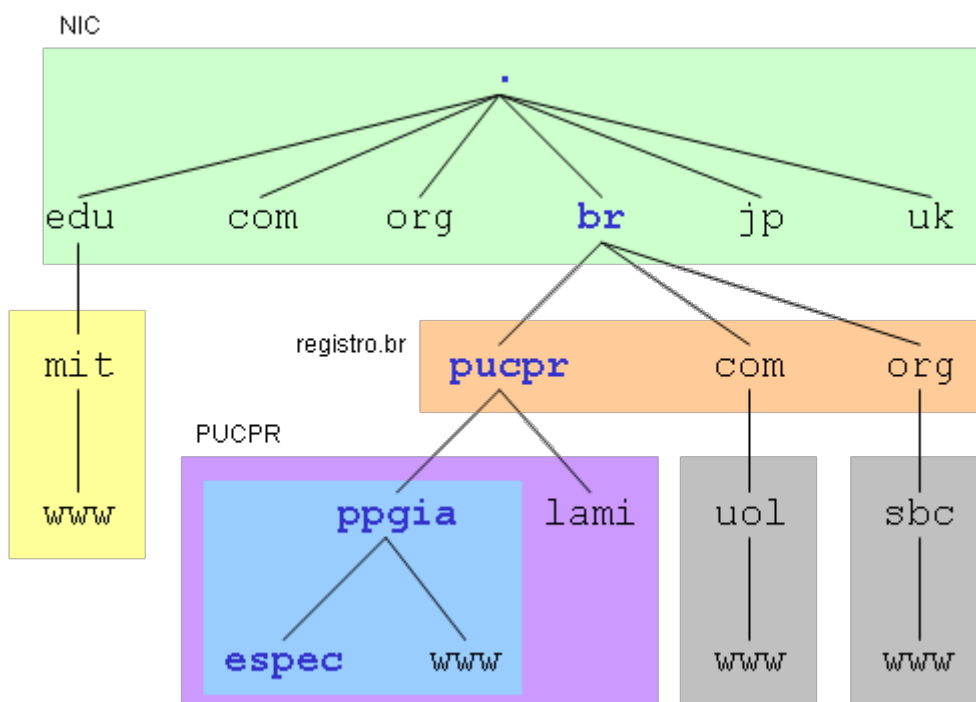 NIC
.
edu com org br jp uk
mit registro.br pucpr com org
PUCPR
www ppgia lami uol sbc
espec www www www